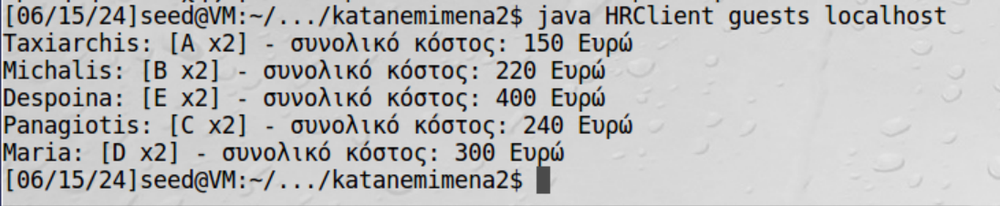 [06/15/24]seed@VM:~/.../katanemimena2$ java HRClient guests localhost
Taxiarchis: [A x2] - συνολικό κόστος: 150 Ευρώ
Michalis: [B x2] - συνολικό κόστος: 220 Ευρώ
Despoina: [E x2] - συνολικό κόστος: 400 Ευρώ
Panagiotis: [C x2] - συνολικό κόστος: 240 Ευρώ
Maria: [D x2] - συνολικό κόστος: 300 Ευρώ
[06/15/24]seed@VM:~/.../katanemimena2$